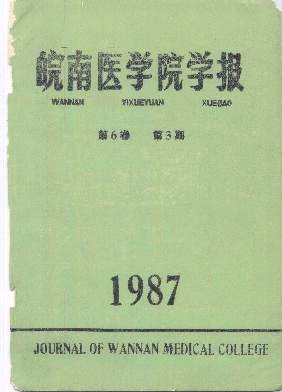 皖南医学院学报
WANNAN YIXUEYUAN XUEBAO
第6卷 第3期
1987
JOURNAL OF WANNAN MEDICAL COLLEGE